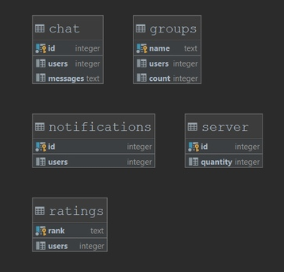 chat
id integer
users integer
messages text
groups
name text
users integer
count integer
notifications
id integer
users integer
server
id integer
quantity integer
ratings
rank text
users integer